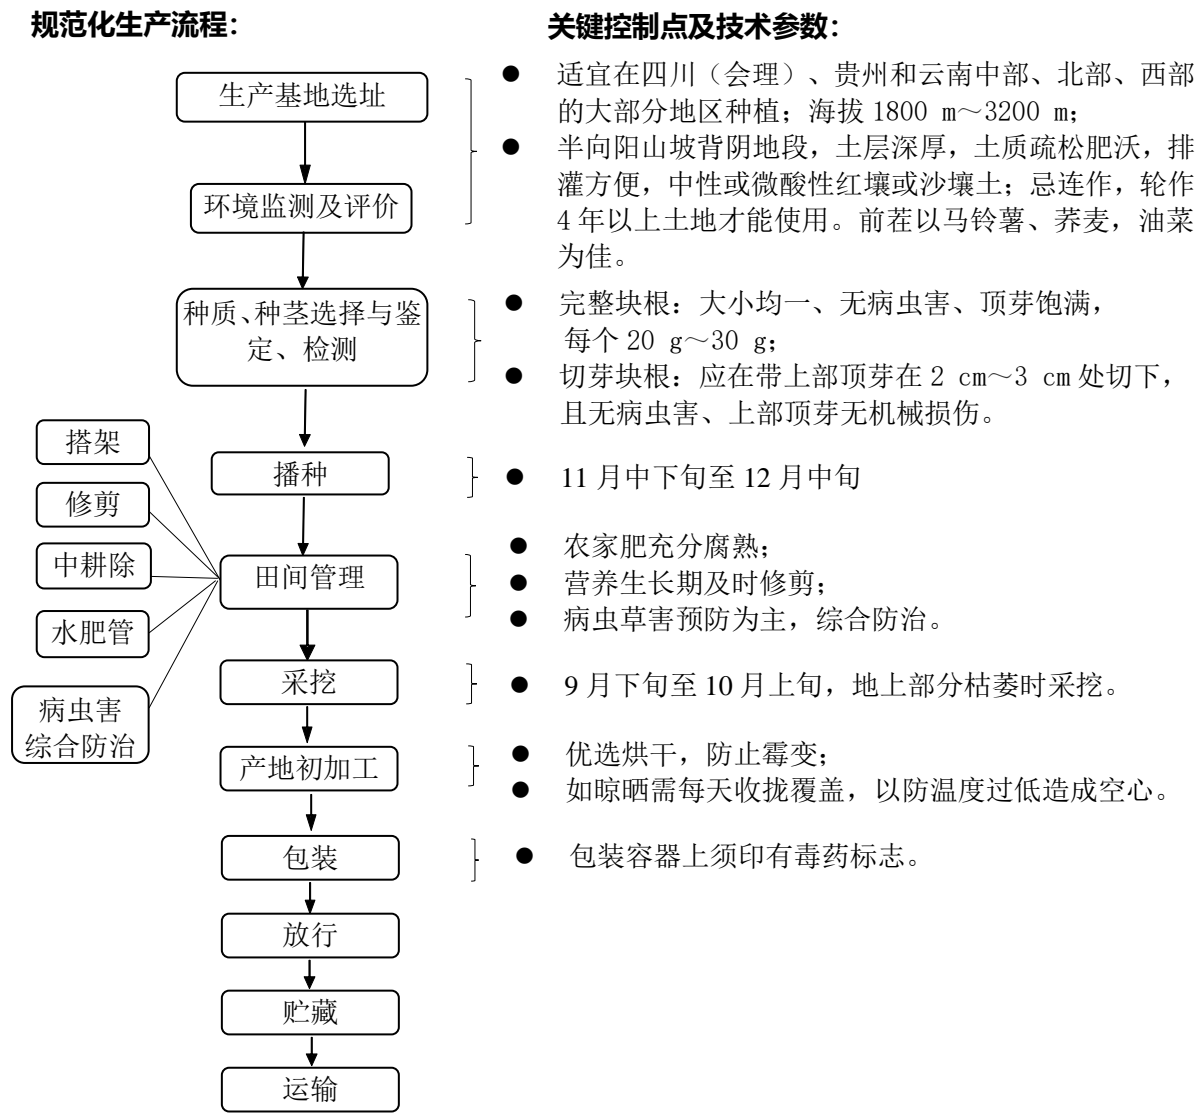 规范化生产流程：
关键控制点及技术参数：
生产基地选址
环境监测及评价
种质、种茎选择与鉴
定、检测
播种
田间管理
采挖
产地初加工
包装
放行
贮藏
运输
搭架
修剪
中耕除
水肥管
病虫害
综合防治
● 适宜在四川（会理）、贵州和云南中部、北部、西部
的大部分地区种植；海拔 1800 m～3200 m；
● 半向阳山坡背阴地段，土层深厚，土质疏松肥沃，排
灌方便，中性或微酸性红壤或沙壤土；忌连作，轮作
4 年以上土地才能使用。前茬以马铃薯、荞麦，油菜
为佳。
● 完整块根：大小均一、无病虫害、顶芽饱满，
每个 20 g～30 g；
● 切芽块根：应在带上部顶芽在 2 cm～3 cm 处切下，
且无病虫害、上部顶芽无机械损伤。
● 11 月中下旬至 12 月中旬
● 农家肥充分腐熟；
● 营养生长期及时修剪；
● 病虫草害预防为主，综合防治。
● 9 月下旬至 10 月上旬，地上部分枯萎时采挖。
● 优选烘干，防止霉变；
● 如晾晒需每天收拢覆盖，以防温度过低造成空心。
● 包装容器上须印有毒药标志。